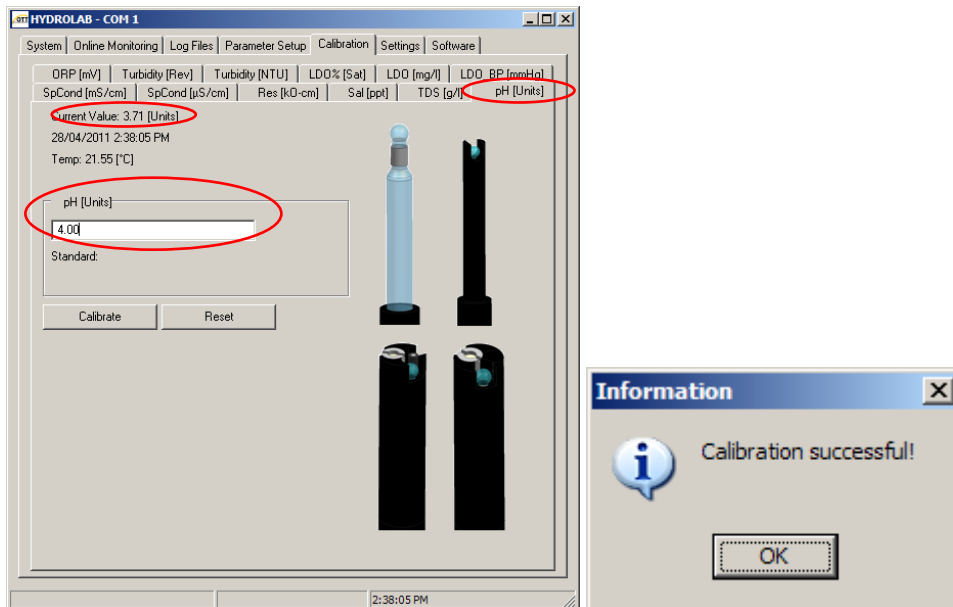 OTT HYDROLAB - COM 1
System Online Monitoring Log Files Parameter Setup Calibration Settings Software
ORP [mV] Turbidity [Rev] Turbidity [NTU] LDO% [Sat] LDO [mg/l] LDO_BP [mmHg]
SpCond [mS/cm] SpCond [µS/cm] Res [kO-cm] Sal [ppt] TDS [g/l] pH [Units]
Current Value: 3.71 [Units]
28/04/2011 2:38:05 PM
Temp: 21.55 [°C]
pH [Units]
4.00
Standard:
Calibrate Reset
2:38:05 PM
Information
Calibration successful!
OK